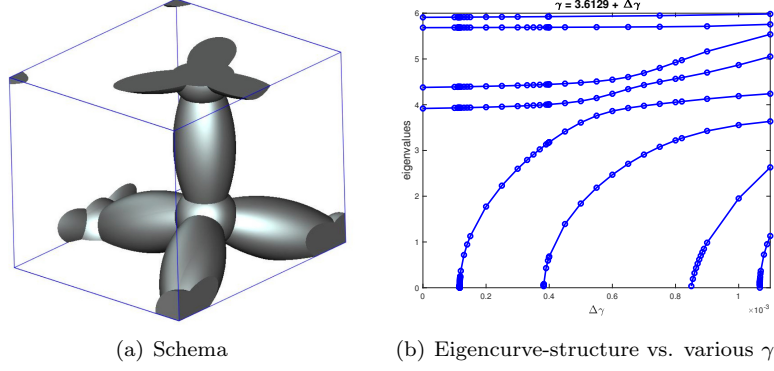 γ = 3.6129 + Δγ
6
5
4
3
2
1
0
eigenvalues
0 0.2 0.4 0.6 0.8 1
Δγ ×10⁻³
(a) Schema (b) Eigencurve-structure vs. various γ